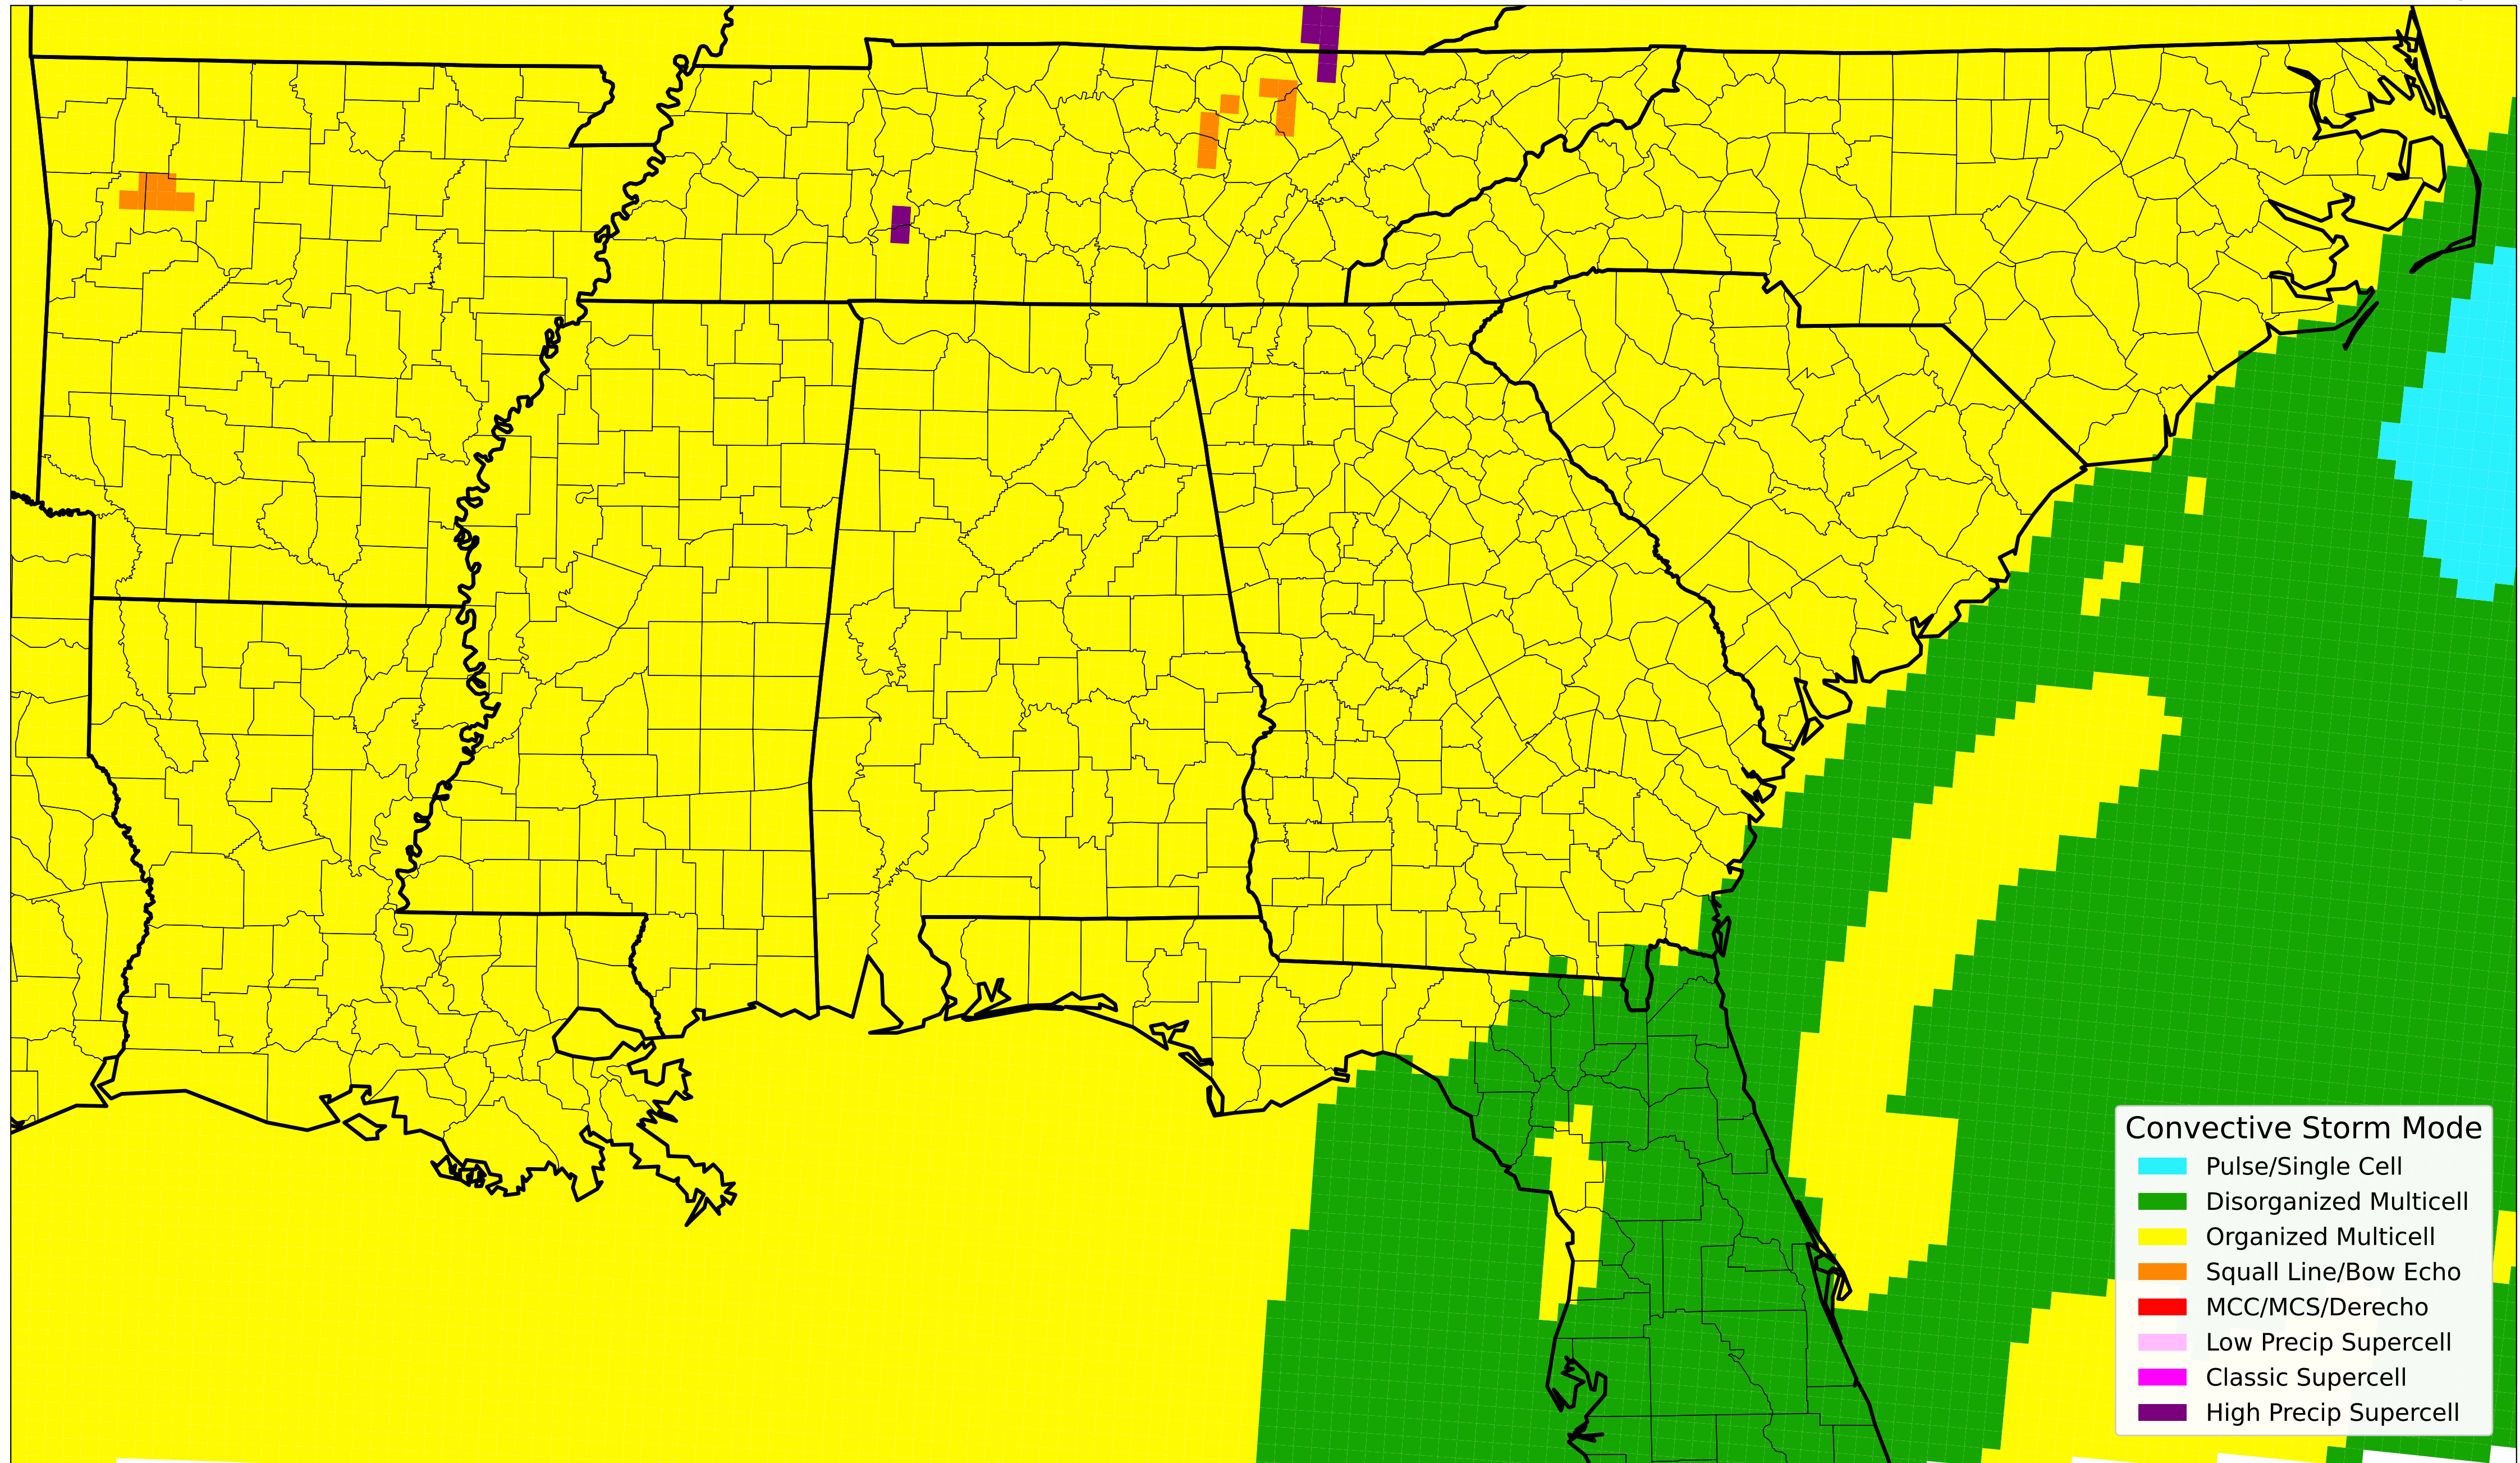 Convective Storm Mode
Pulse/Single Cell
Disorganized Multicell
Organized Multicell
Squall Line/Bow Echo
MCC/MCS/Derecho
Low Precip Supercell
Classic Supercell
High Precip Supercell